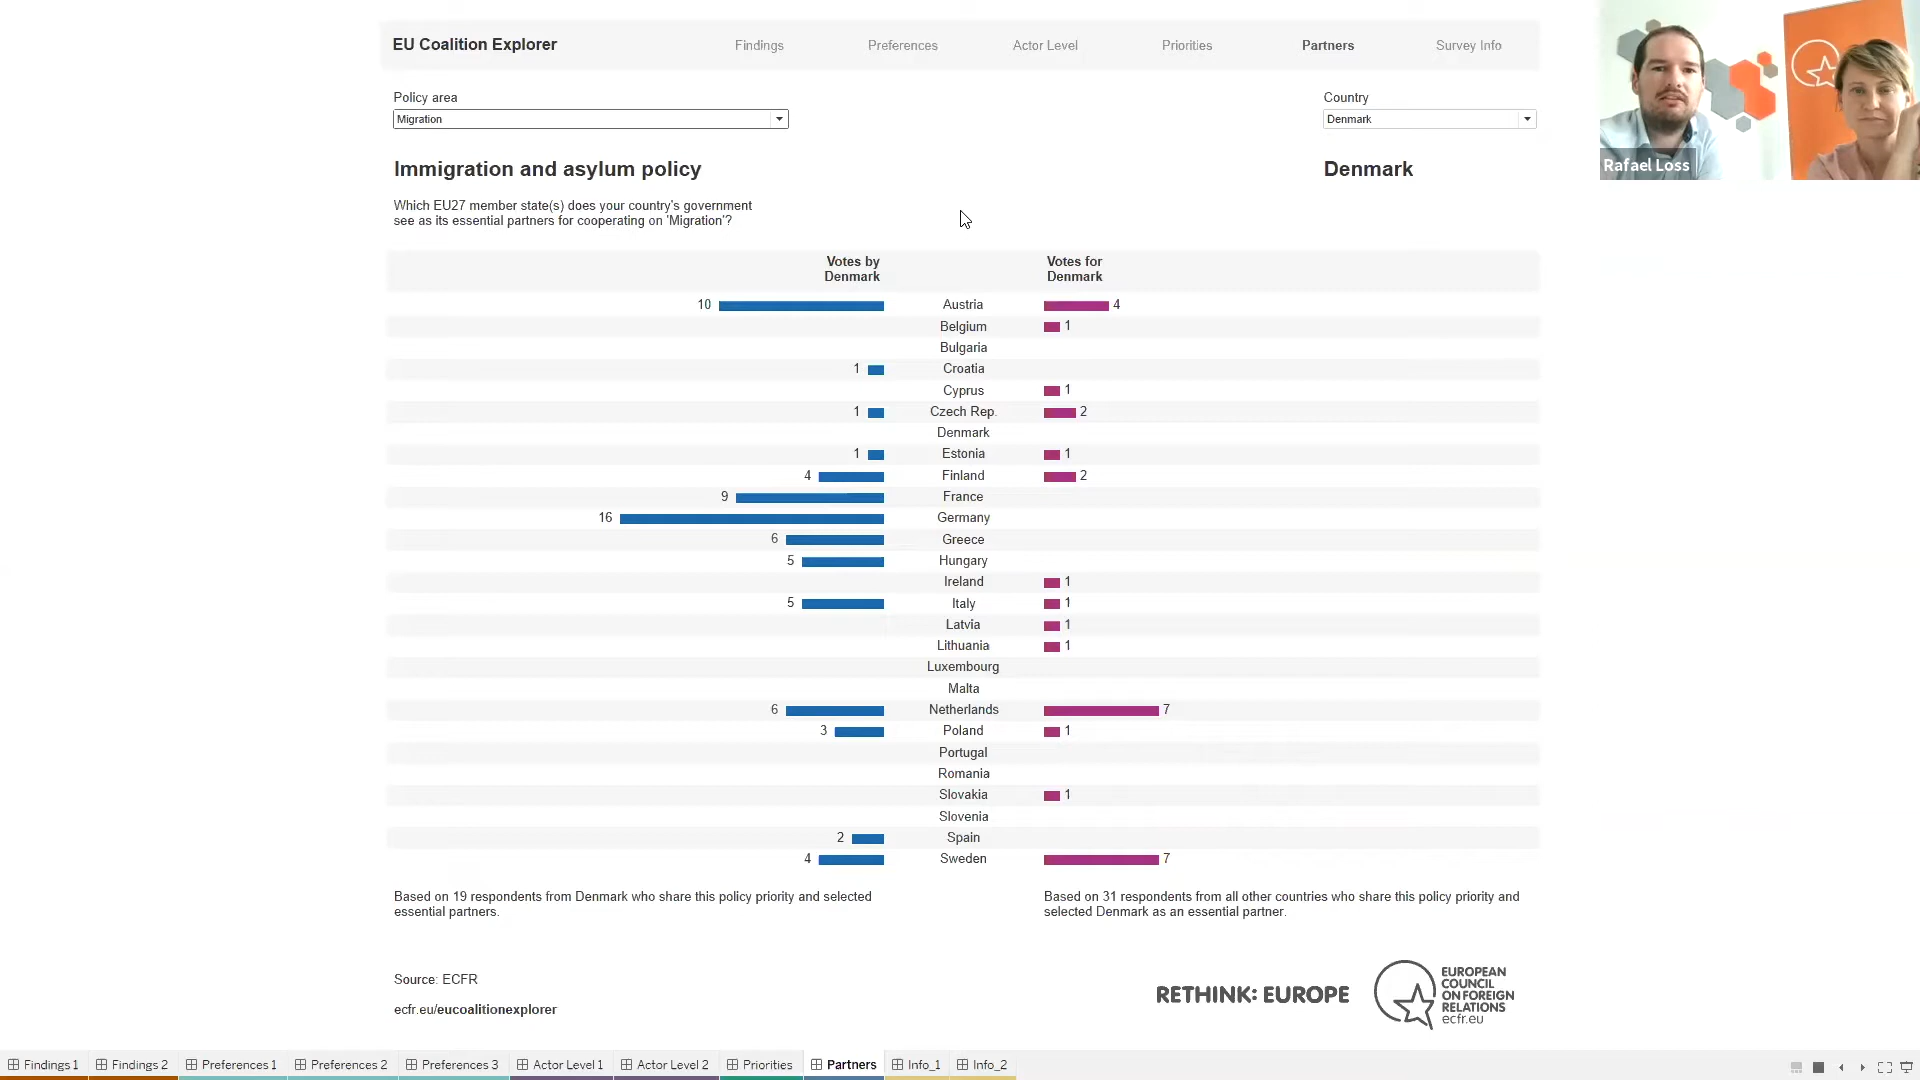 EU Coalition Explorer
Findings
Preferences
Actor Level
Priorities
Partners
Survey Info
Policy area
Migration
Country
Denmark
Rafael Loss
Immigration and asylum policy
Denmark
Which EU27 member state(s) does your country's government
see as its essential partners for cooperating on 'Migration'?
Votes by
Denmark
Votes for
Denmark
10 Austria 4
Belgium 1
Bulgaria
1 Croatia
Cyprus 1
1 Czech Rep. 2
Denmark
1 Estonia 1
4 Finland 2
9 France
16 Germany
6 Greece
5 Hungary
Ireland 1
5 Italy 1
Latvia 1
Lithuania 1
Luxembourg
Malta
6 Netherlands 7
3 Poland 1
Portugal
Romania
Slovakia 1
Slovenia
2 Spain
4 Sweden 7
Based on 19 respondents from Denmark who share this policy priority and selected
essential partners.
Based on 31 respondents from all other countries who share this policy priority and
selected Denmark as an essential partner.
Source: ECFR
ecfr.eu/eucoalitionexplorer
RETHINK: EUROPE
EUROPEAN
COUNCIL
ON FOREIGN
RELATIONS
ecfr.eu
Findings 1
Findings 2
Preferences 1
Preferences 2
Preferences 3
Actor Level 1
Actor Level 2
Priorities
Partners
Info_1
Info_2